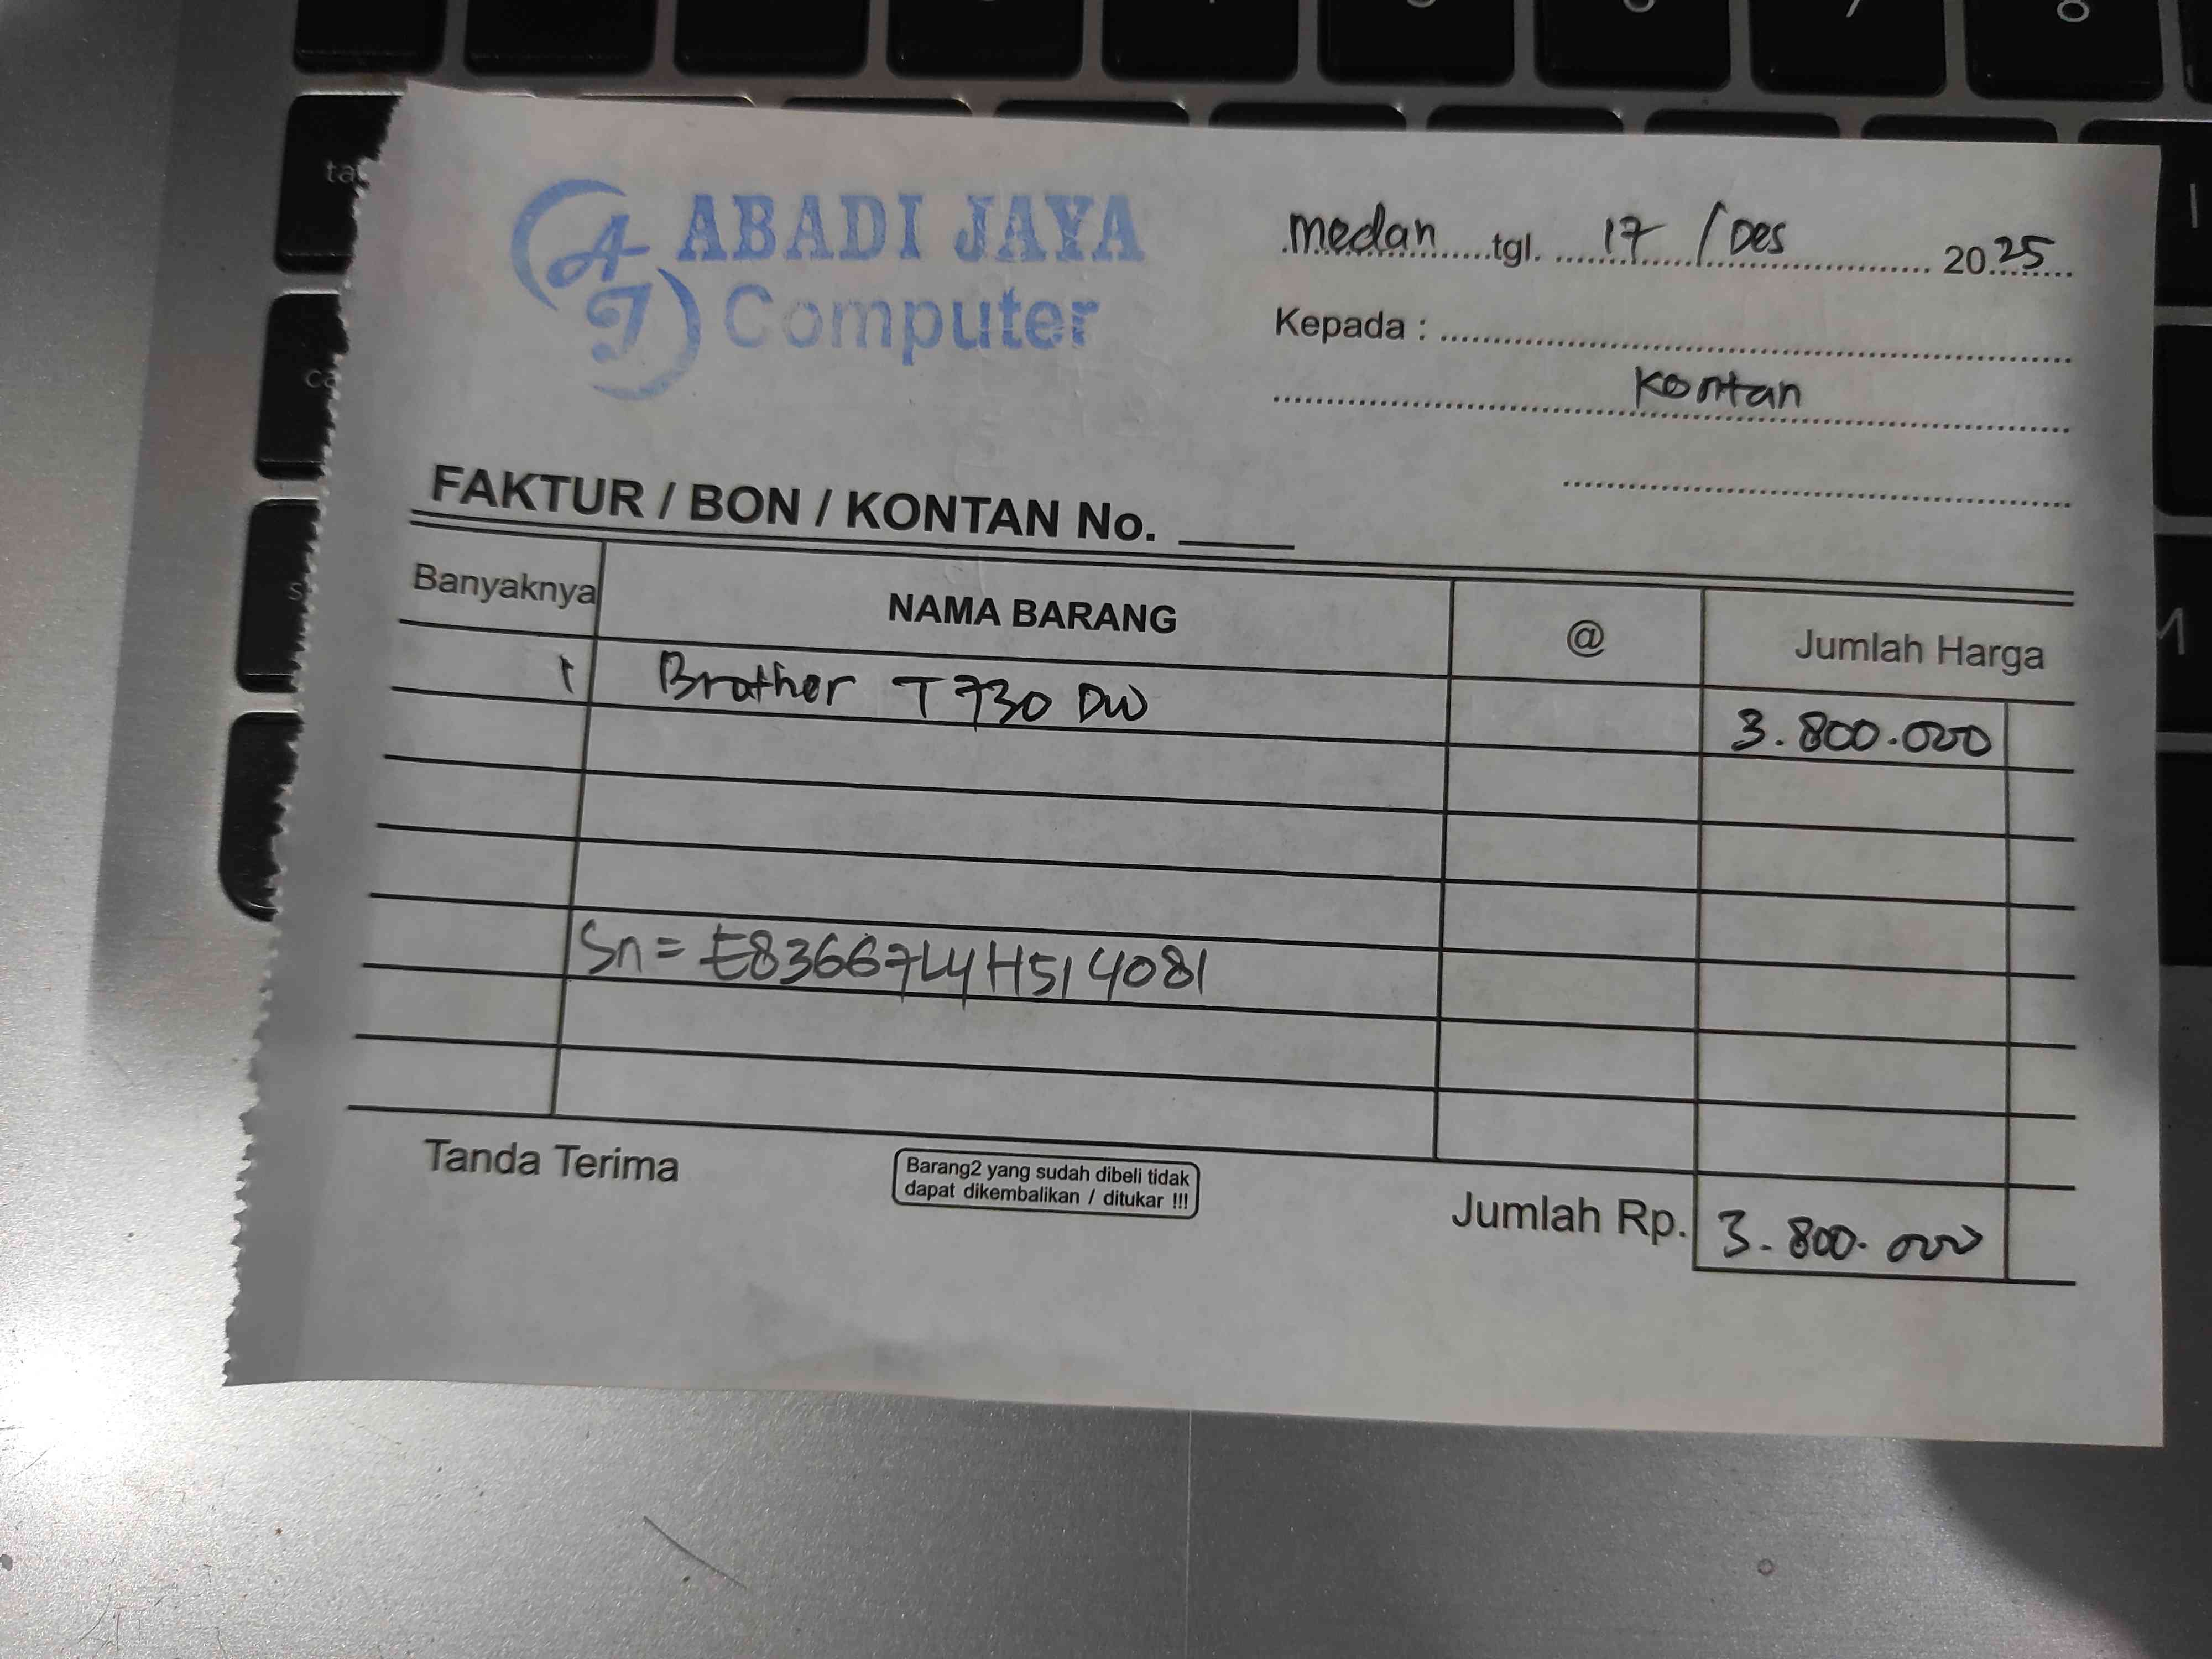 ABADI JAYA
Computer
AJ
medan tgl. 17 / Des 2025
Kepada :
Kontan
FAKTUR / BON / KONTAN No.
Banyaknya NAMA BARANG @ Jumlah Harga
1 Brother T730 DW 3.800.000
Sn = E83667L4H514081
Tanda Terima
Barang2 yang sudah dibeli tidak
dapat dikembalikan / ditukar !!!
Jumlah Rp. 3.800.000